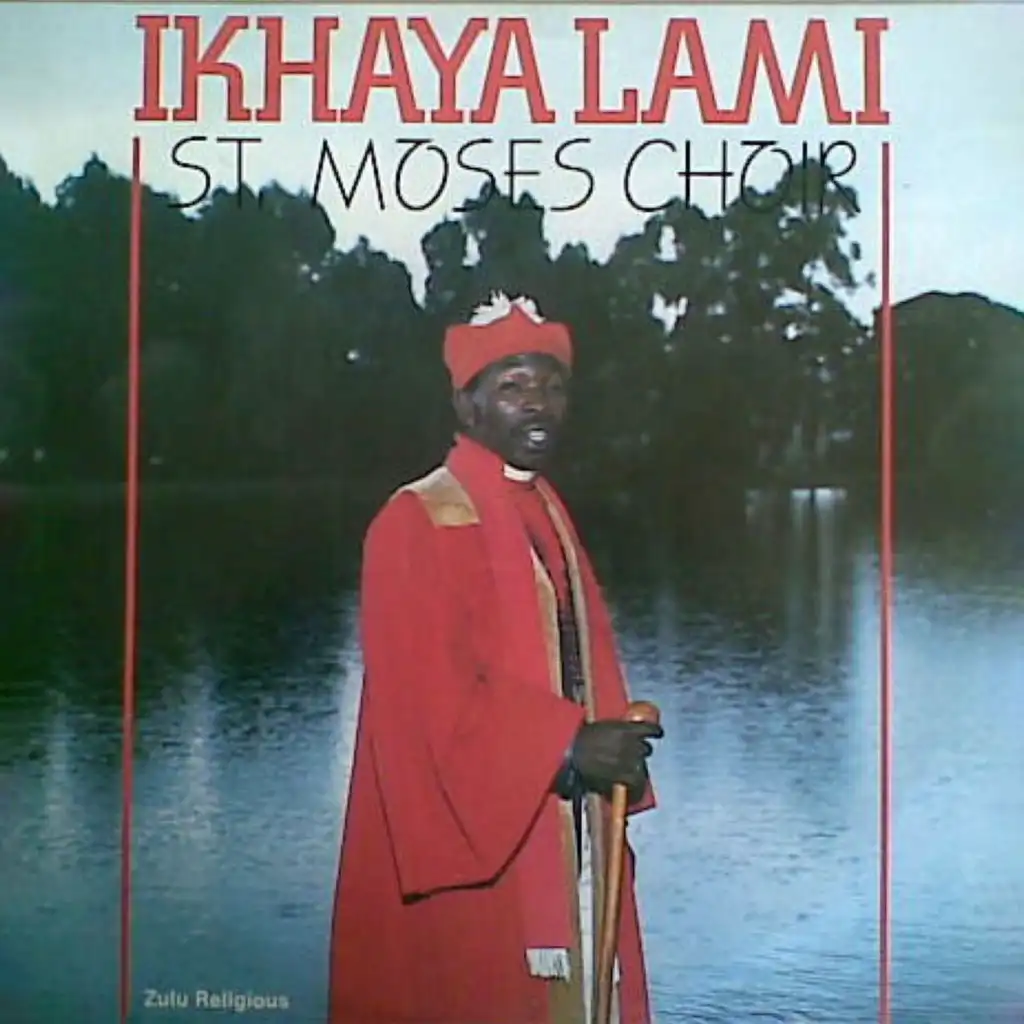 IKHAYA LAMI
ST. MOSES CHOIR
Zulu Religious